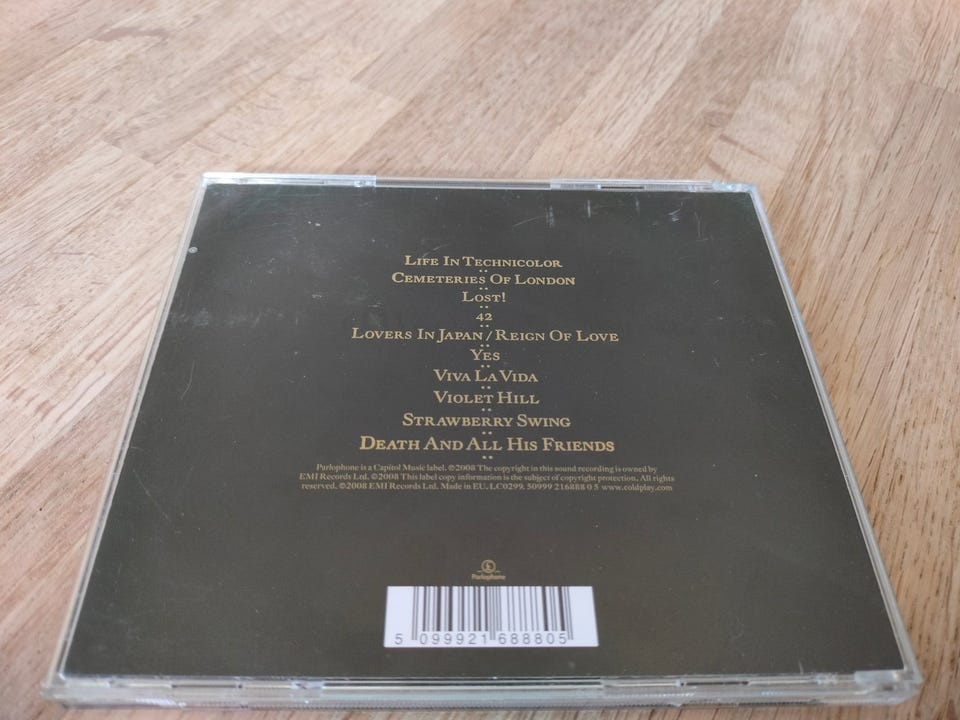 Life In Technicolor
Cemeteries Of London
Lost!
42
Lovers In Japan / Reign Of Love
Yes
Viva La Vida
Violet Hill
Strawberry Swing
Death And All His Friends
Parlophone is a Capitol Music label. ℗2008 The copyright in this sound recording is owned by
EMI Records Ltd. ©2008 This label copy information is the subject of copyright protection. All rights
reserved. ©2008 EMI Records Ltd. Made in EU. LC0299. 50999 216888 0 5 www.coldplay.com
£
Parlophone
5 099921 688805